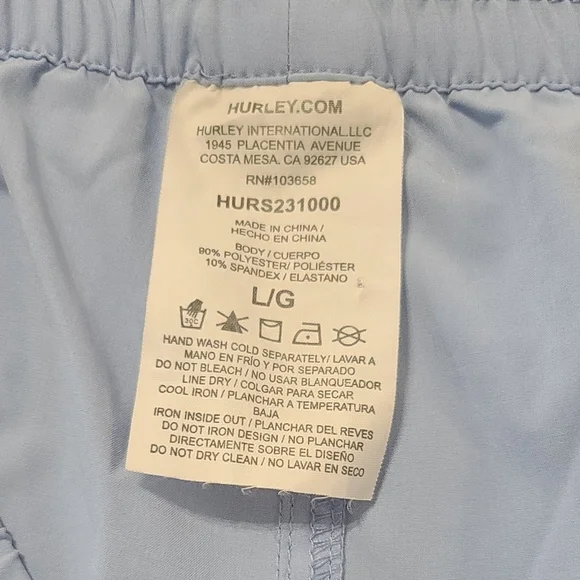 HURLEY.COM
HURLEY INTERNATIONAL.LLC
1945 PLACENTIA AVENUE
COSTA MESA. CA 92627 USA
RN#103658
HURS231000
MADE IN CHINA /
HECHO EN CHINA
BODY / CUERPO
90% POLYESTER/ POLIÉSTER
10% SPANDEX / ELASTANO
L/G
30C
HAND WASH COLD SEPARATELY/ LAVAR A
MANO EN FRÍO Y POR SEPARADO
DO NOT BLEACH / NO USAR BLANQUEADOR
LINE DRY / COLGAR PARA SECAR
COOL IRON / PLANCHAR A TEMPERATURA
BAJA
IRON INSIDE OUT / PLANCHAR DEL REVES
DO NOT IRON DESIGN / NO PLANCHAR
DIRECTAMENTE SOBRE EL DISEÑO
DO NOT DRY CLEAN / NO LAVAR EN SECO